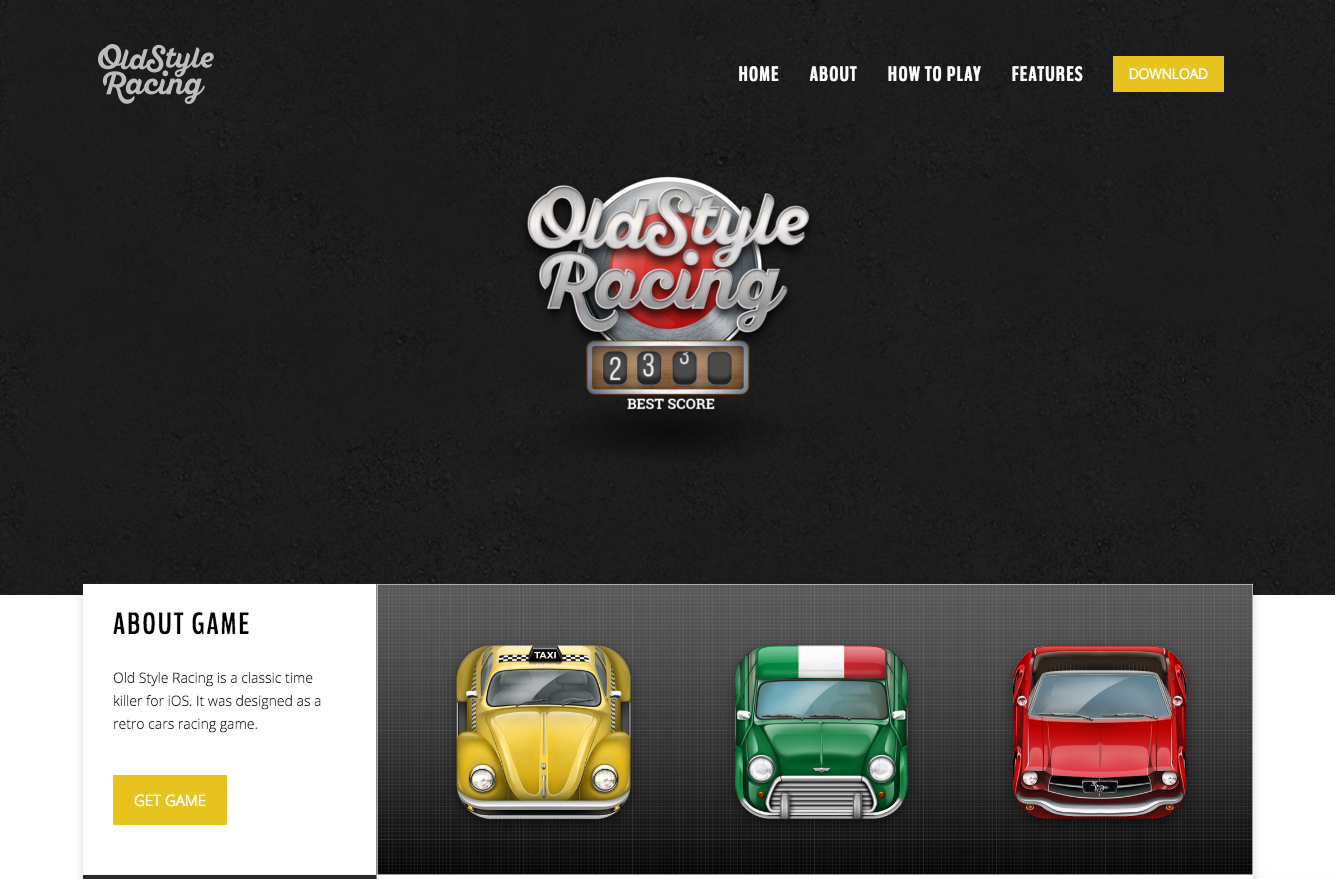 OldStyle
Racing
HOME ABOUT HOW TO PLAY FEATURES DOWNLOAD
OldStyle
Racing
2 3 3
BEST SCORE
ABOUT GAME
Old Style Racing is a classic time
killer for iOS. It was designed as a
retro cars racing game.
GET GAME
TAXI